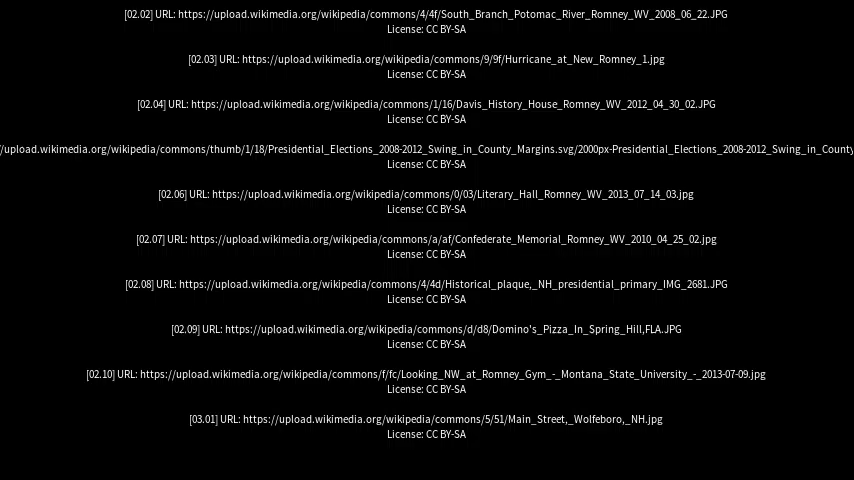 [02.02] URL: https://upload.wikimedia.org/wikipedia/commons/4/4f/South_Branch_Potomac_River_Romney_WV_2008_06_22.JPG
License: CC BY-SA
[02.03] URL: https://upload.wikimedia.org/wikipedia/commons/9/9f/Hurricane_at_New_Romney_1.jpg
License: CC BY-SA
[02.04] URL: https://upload.wikimedia.org/wikipedia/commons/1/16/Davis_History_House_Romney_WV_2012_04_30_02.JPG
License: CC BY-SA
/upload.wikimedia.org/wikipedia/commons/thumb/1/18/Presidential_Elections_2008-2012_Swing_in_County_Margins.svg/2000px-Presidential_Elections_2008-2012_Swing_in_County
License: CC BY-SA
[02.06] URL: https://upload.wikimedia.org/wikipedia/commons/0/03/Literary_Hall_Romney_WV_2013_07_14_03.jpg
License: CC BY-SA
[02.07] URL: https://upload.wikimedia.org/wikipedia/commons/a/af/Confederate_Memorial_Romney_WV_2010_04_25_02.jpg
License: CC BY-SA
[02.08] URL: https://upload.wikimedia.org/wikipedia/commons/4/4d/Historical_plaque,_NH_presidential_primary_IMG_2681.JPG
License: CC BY-SA
[02.09] URL: https://upload.wikimedia.org/wikipedia/commons/d/d8/Domino's_Pizza_In_Spring_Hill,FLA.JPG
License: CC BY-SA
[02.10] URL: https://upload.wikimedia.org/wikipedia/commons/f/fc/Looking_NW_at_Romney_Gym_-_Montana_State_University_-_2013-07-09.jpg
License: CC BY-SA
[03.01] URL: https://upload.wikimedia.org/wikipedia/commons/5/51/Main_Street,_Wolfeboro,_NH.jpg
License: CC BY-SA